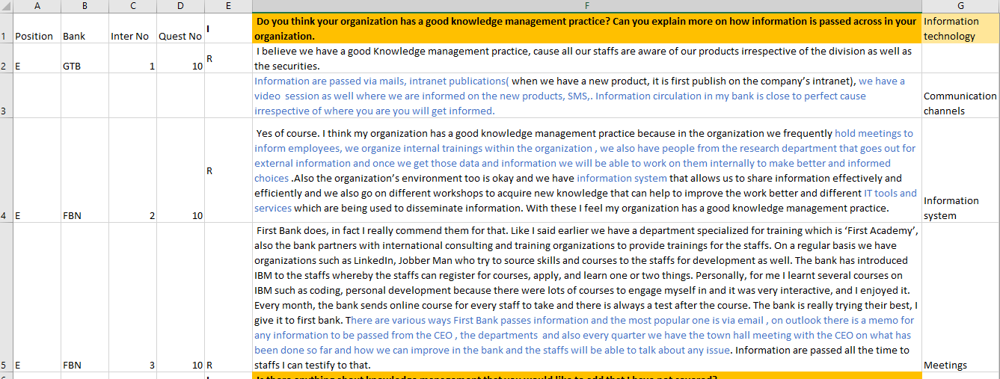 A B C D E F G
1 Position Bank Inter No Quest No I Do you think your organization has a good knowledge management practice? Can you explain more on how information is passed across in your Information
organization. technology
2 E GTB 1 10 R I believe we have a good Knowledge management practice, cause all our staffs are aware of our products irrespective of the division as well as
the securities.
Information are passed via mails, intranet publications( when we have a new product, it is first publish on the company's intranet), we have a
video session as well where we are informed on the new products, SMS,. Information circulation in my bank is close to perfect cause Communication
3 irrespective of where you are you will get informed. channels
Yes of course. I think my organization has a good knowledge management practice because in the organization we frequently hold meetings to
inform employees, we organize internal trainings within the organization , we also have people from the research department that goes out for
external information and once we get those data and information we will be able to work on them internally to make better and informed
R choices .Also the organization's environment too is okay and we have information system that allows us to share information effectively and
efficiently and we also go on different workshops to acquire new knowledge that can help to improve the work better and different IT tools and Information
4 E FBN 2 10 services which are being used to disseminate information. With these I feel my organization has a good knowledge management practice. system
First Bank does, in fact I really commend them for that. Like I said earlier we have a department specialized for training which is ‘First Academy’,
also the bank partners with international consulting and training organizations to provide trainings for the staffs. On a regular basis we have
organizations such as LinkedIn, Jobber Man who try to source skills and courses to the staffs for development as well. The bank has introduced
IBM to the staffs whereby the staffs can register for courses, apply, and learn one or two things. Personally, for me I learnt several courses on
IBM such as coding, personal development because there were lots of courses to engage myself in and it was very interactive, and I enjoyed it.
Every month, the bank sends online course for every staff to take and there is always a test after the course. The bank is really trying their best, I
give it to first bank. There are various ways First Bank passes information and the most popular one is via email , on outlook there is a memo for
any information to be passed from the CEO , the departments and also every quarter we have the town hall meeting with the CEO on what has
been done so far and how we can improve in the bank and the staffs will be able to talk about any issue. Information are passed all the time to
5 E FBN 3 10 R staffs I can testify to that. Meetings
Is there anything about knowledge management that you would like to add that I have not covered?